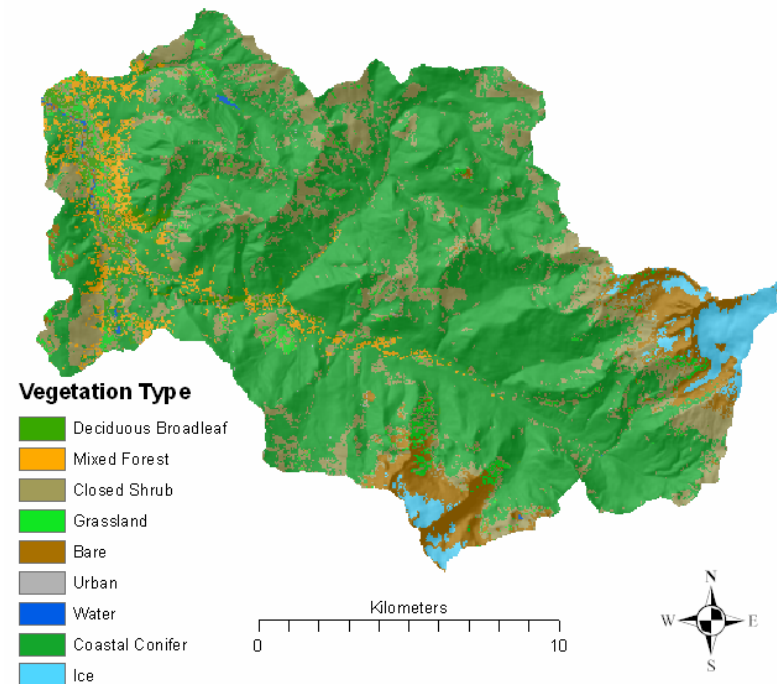 Vegetation Type
Deciduous Broadleaf
Mixed Forest
Closed Shrub
Grassland
Bare
Urban
Water
Coastal Conifer
Ice
Kilometers
0 10
N
W E
S